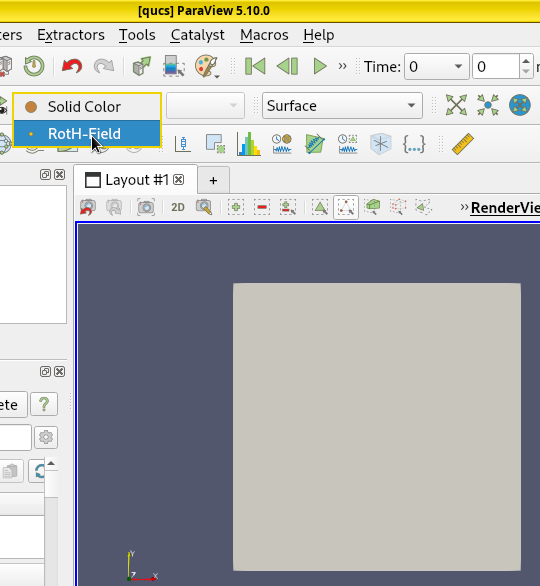 [qucs] ParaView 5.10.0
ters Extractors Tools Catalyst Macros Help
Time: 0 0
Solid Color Surface
RotH-Field
Layout #1 +
2D RenderVie
ete ?
Y
Z X